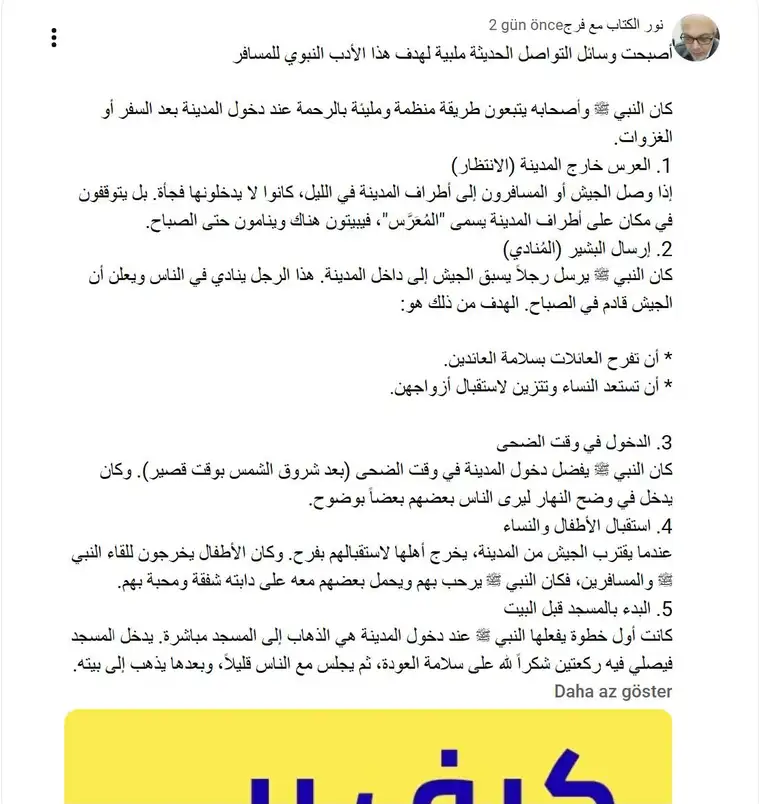 نور الكتاب مع فرج 2 gün önce
أصبحت وسائل التواصل الحديثة ملبية لهدف هذا الأدب النبوي للمسافر
كان النبي ﷺ وأصحابه يتبعون طريقة منظمة ومليئة بالرحمة عند دخول المدينة بعد السفر أو
الغزوات.
1. العرس خارج المدينة (الانتظار)
إذا وصل الجيش أو المسافرون إلى أطراف المدينة في الليل، كانوا لا يدخلونها فجأة. بل يتوقفون
في مكان على أطراف المدينة يسمى "المُعَرَّس"، فيبيتون هناك وينامون حتى الصباح.
2. إرسال البشير (المُنادي)
كان النبي ﷺ يرسل رجلاً يسبق الجيش إلى داخل المدينة. هذا الرجل ينادي في الناس ويعلن أن
الجيش قادم في الصباح. الهدف من ذلك هو:
* أن تفرح العائلات بسلامة العائدين.
* أن تستعد النساء وتتزين لاستقبال أزواجهن.
3. الدخول في وقت الضحى
كان النبي ﷺ يفضل دخول المدينة في وقت الضحى (بعد شروق الشمس بوقت قصير). وكان
يدخل في وضح النهار ليرى الناس بعضهم بعضاً بوضوح.
4. استقبال الأطفال والنساء
عندما يقترب الجيش من المدينة، يخرج أهلها لاستقبالهم بفرح. وكان الأطفال يخرجون للقاء النبي
ﷺ والمسافرين، فكان النبي ﷺ يرحب بهم ويحمل بعضهم معه على دابته شفقة ومحبة بهم.
5. البدء بالمسجد قبل البيت
كانت أول خطوة يفعلها النبي ﷺ عند دخول المدينة هي الذهاب إلى المسجد مباشرة. يدخل المسجد
فيصلي فيه ركعتين شكراً لله على سلامة العودة، ثم يجلس مع الناس قليلاً، وبعدها يذهب إلى بيته.
Daha az göster